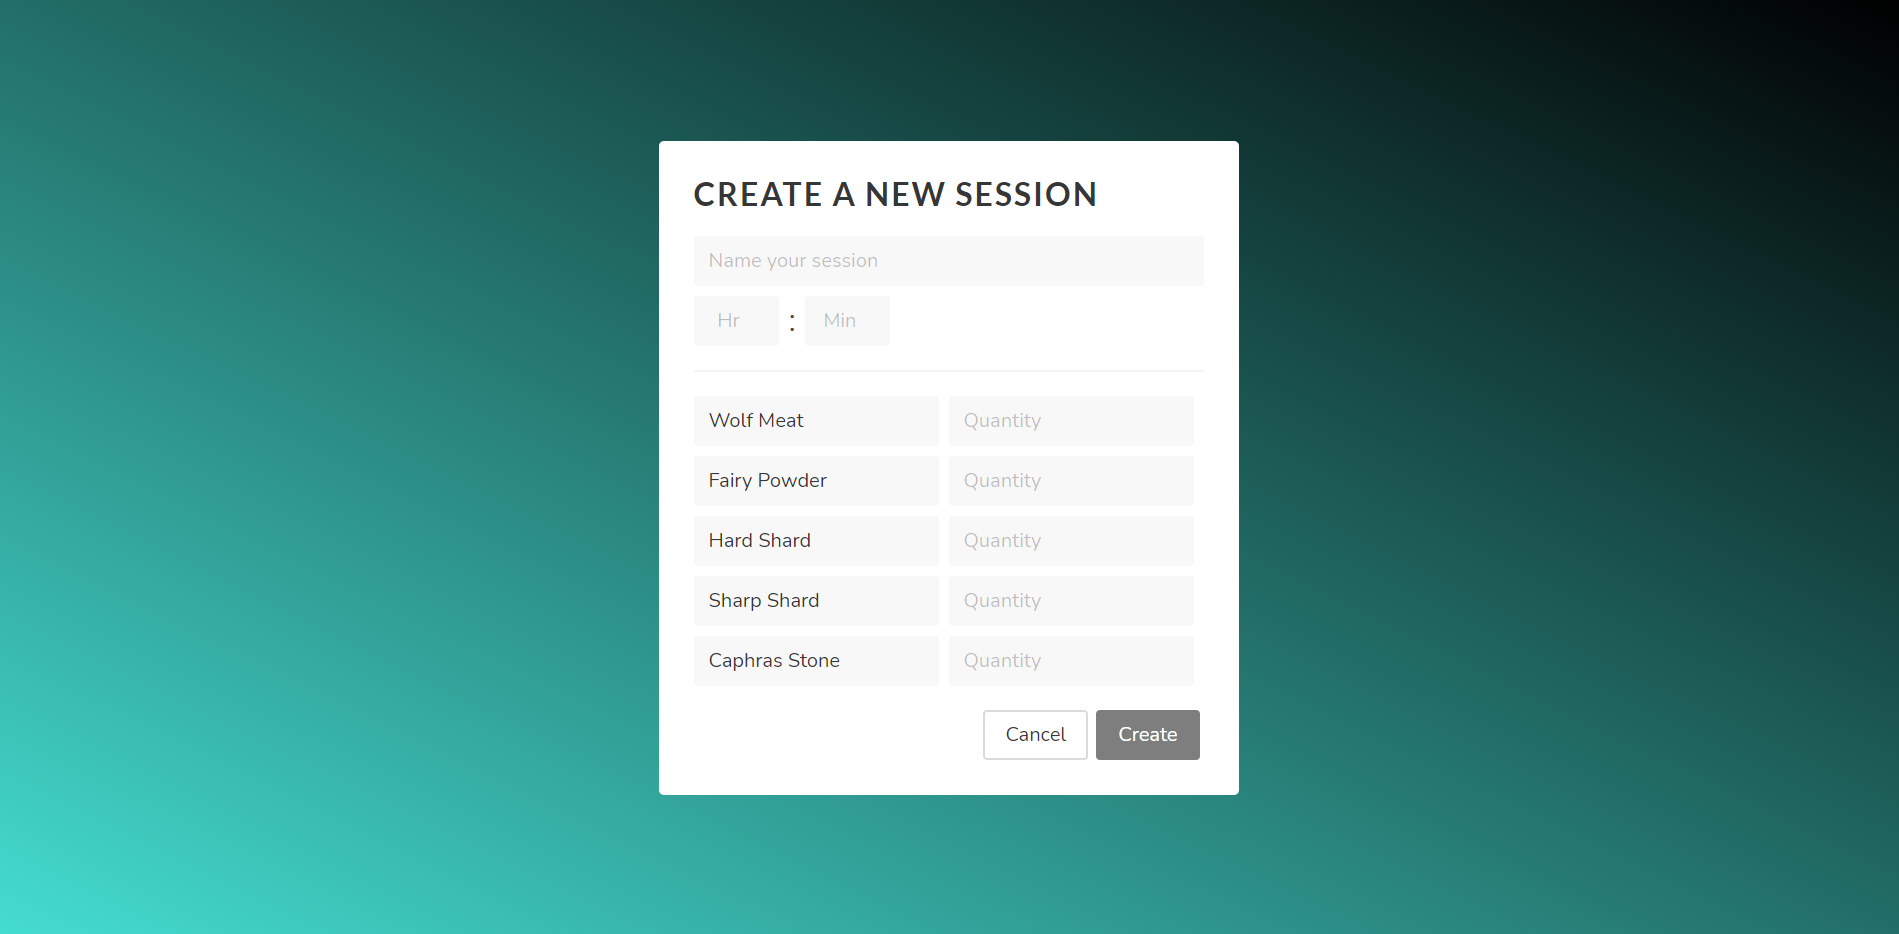 CREATE A NEW SESSION
Name your session
Hr : Min
Wolf Meat Quantity
Fairy Powder Quantity
Hard Shard Quantity
Sharp Shard Quantity
Caphras Stone Quantity
Cancel Create